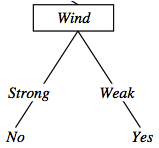 Wind
Strong Weak
No Yes